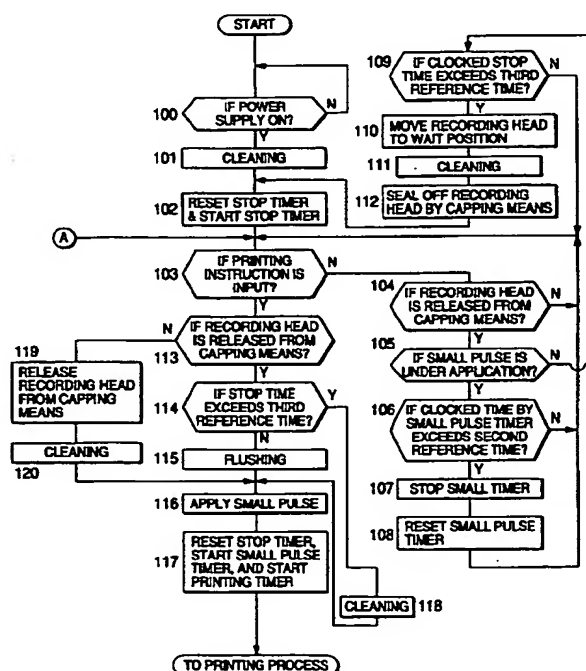 START
100
IF POWER
SUPPLY ON?
N
Y
101
CLEANING
102
RESET STOP TIMER
& START STOP TIMER
A
103
IF PRINTING
INSTRUCTION IS
INPUT?
N
Y
113
IF RECORDING HEAD
IS RELEASED FROM
CAPPING MEANS?
N
Y
119
RELEASE
RECORDING HEAD
FROM CAPPING
MEANS
CLEANING
120
114
IF STOP TIME
EXCEEDS THIRD
REFERENCE TIME?
Y
N
115
FLUSHING
116
APPLY SMALL PULSE
117
RESET STOP TIMER,
START SMALL PULSE
TIMER, AND START
PRINTING TIMER
CLEANING
118
TO PRINTING PROCESS
109
IF CLOCKED STOP
TIME EXCEEDS THIRD
REFERENCE TIME?
N
Y
110
MOVE RECORDING HEAD
TO WAIT POSITION
111
CLEANING
112
SEAL OFF RECORDING
HEAD BY CAPPING MEANS
104
IF RECORDING HEAD
IS RELEASED FROM
CAPPING MEANS?
N
Y
105
IF SMALL PULSE IS
UNDER APPLICATION?
N
Y
106
IF CLOCKED TIME BY
SMALL PULSE TIMER
EXCEEDS SECOND
REFERENCE TIME?
N
Y
107
STOP SMALL TIMER
108
RESET SMALL PULSE
TIMER